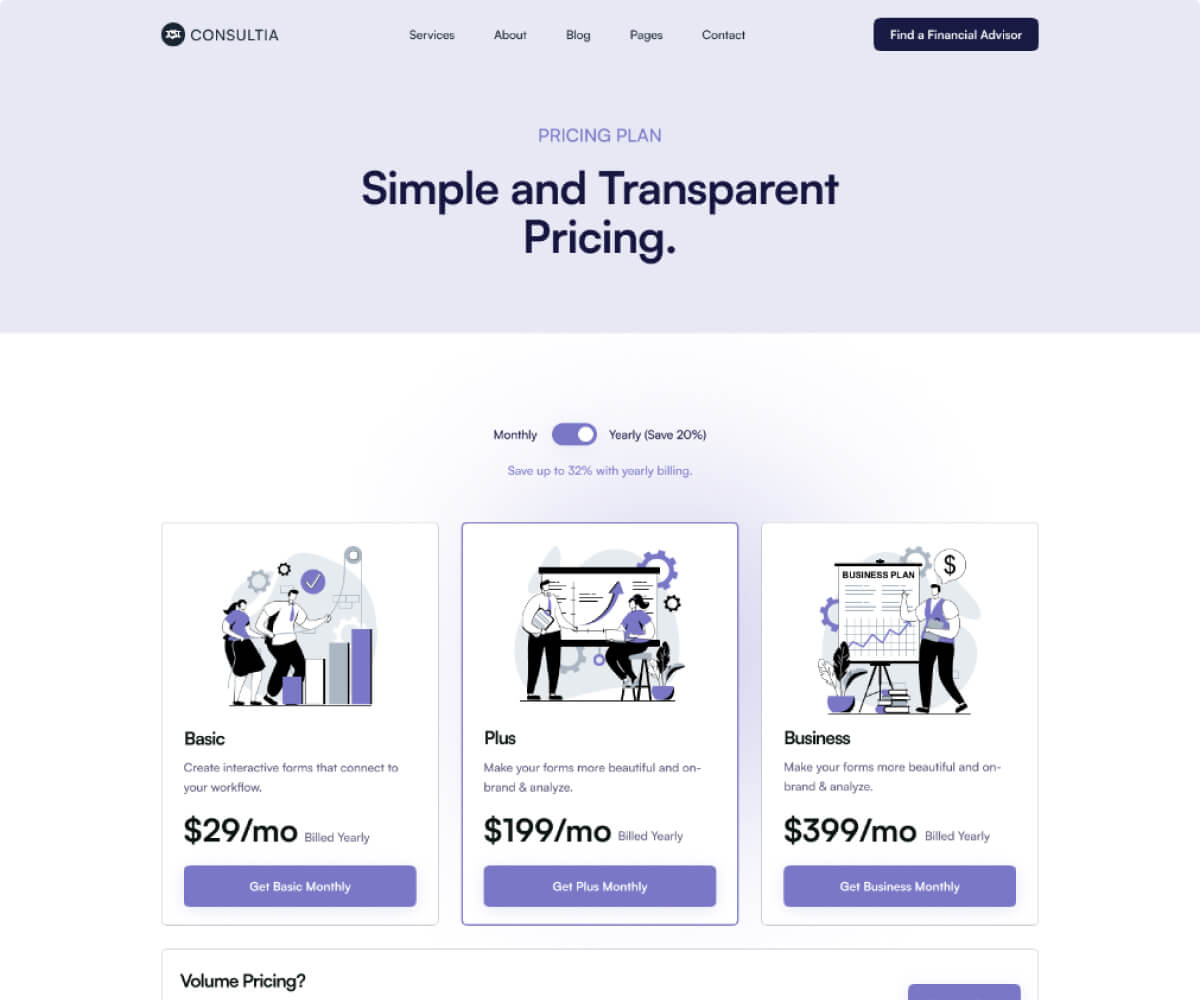 CONSULTIA
Services
About
Blog
Pages
Contact
Find a Financial Advisor
PRICING PLAN
Simple and Transparent
Pricing.
Monthly
Yearly (Save 20%)
Save up to 32% with yearly billing.
Basic
Create interactive forms that connect to
your workflow.
$29/mo Billed Yearly
Get Basic Monthly
Plus
Make your forms more beautiful and on-
brand & analyze.
$199/mo Billed Yearly
Get Plus Monthly
$
BUSINESS PLAN
Business
Make your forms more beautiful and on-
brand & analyze.
$399/mo Billed Yearly
Get Business Monthly
Volume Pricing?